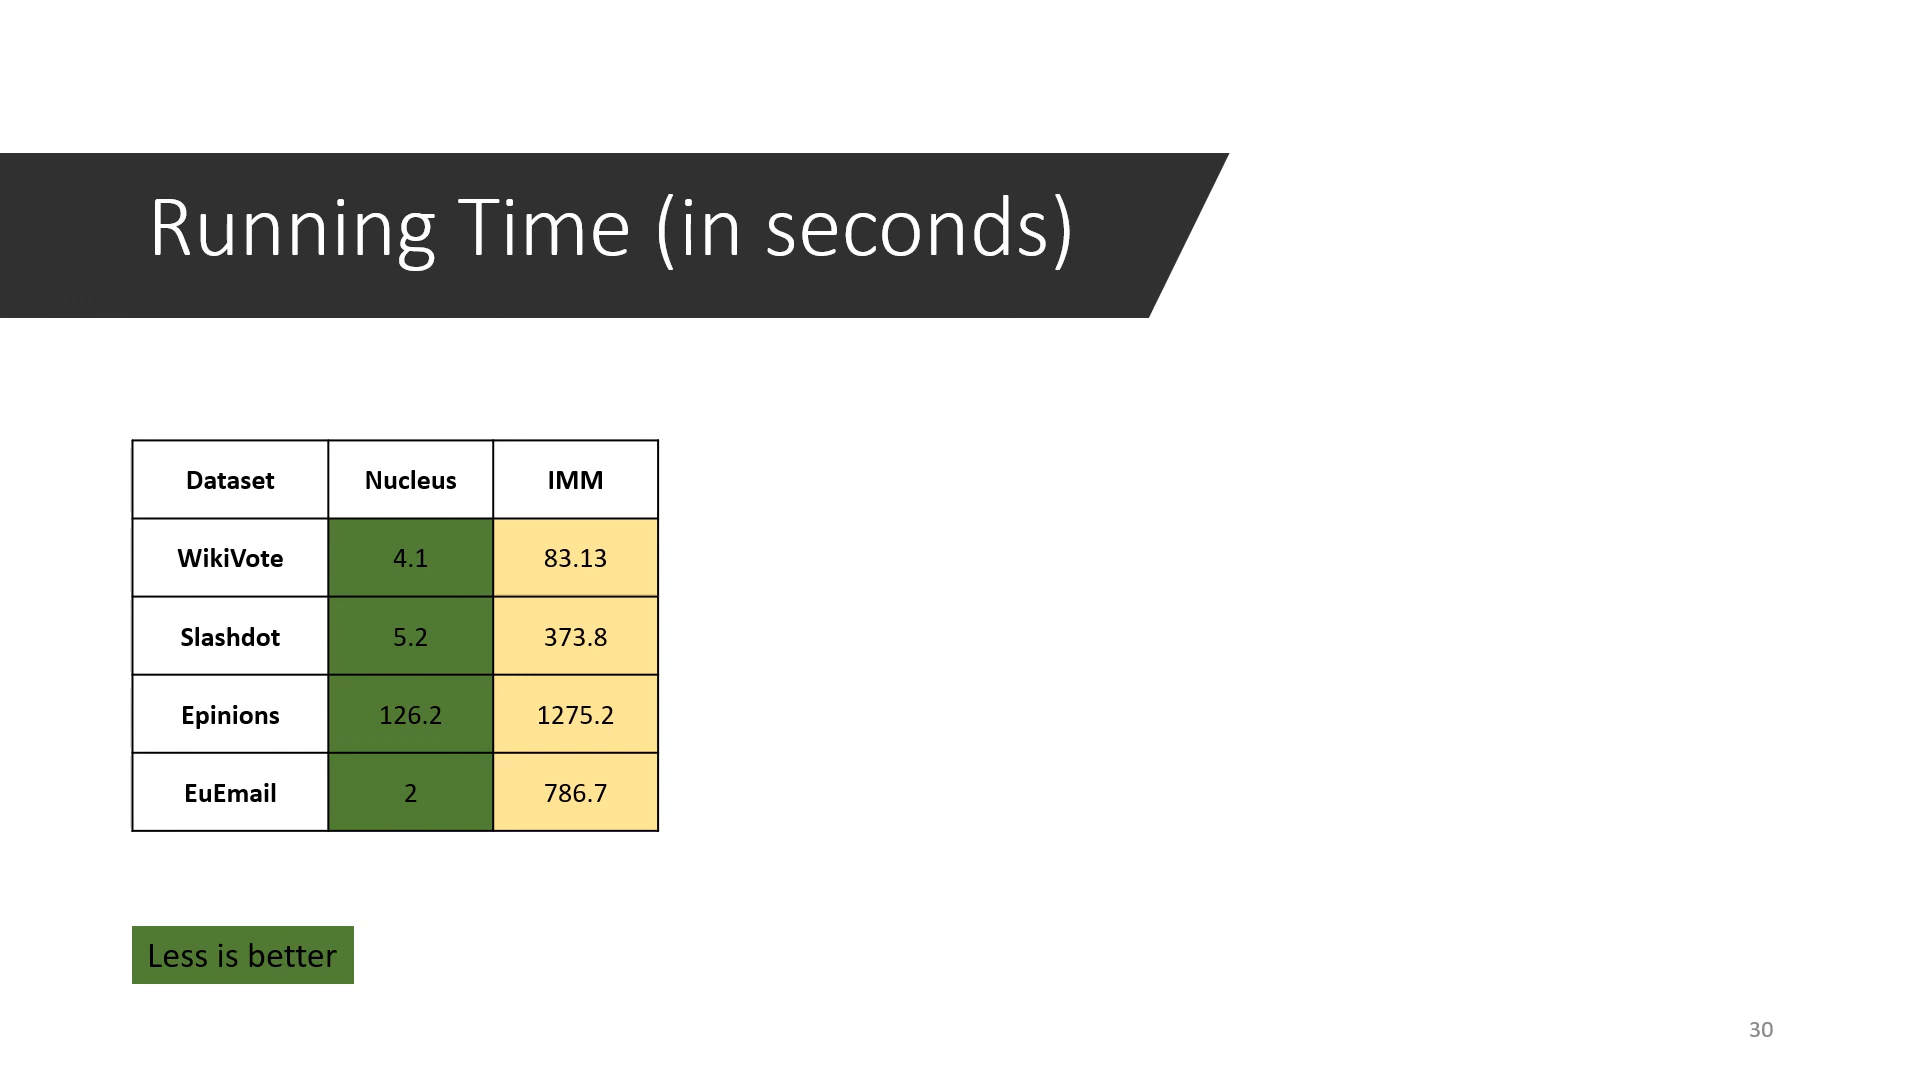 Running Time (in seconds)
Dataset Nucleus IMM
WikiVote 4.1 83.13
Slashdot 5.2 373.8
Epinions 126.2 1275.2
EuEmail 2 786.7
Less is better
30